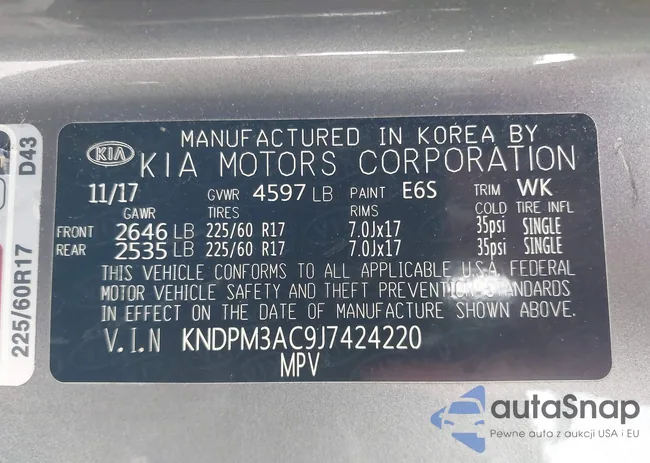 MANUFACTURED IN KOREA BY
KIA KIA MOTORS CORPORATION
11/17 GVWR 4597 LB PAINT E6S TRIM WK
GAWR TIRES RIMS COLD TIRE INFL
FRONT 2646 LB 225/60 R17 7.0Jx17 35psi SINGLE
REAR 2535 LB 225/60 R17 7.0Jx17 35psi SINGLE
THIS VEHICLE CONFORMS TO ALL APPLICABLE U.S.A. FEDERAL
MOTOR VEHICLE SAFETY AND THEFT PREVENTION STANDARDS
IN EFFECT ON THE DATE OF MANUFACTURE SHOWN ABOVE.
V.I.N KNDPM3AC9J7424220
MPV
225/60R17 D43
autaSnap
Pewne auta z aukcji USA i EU